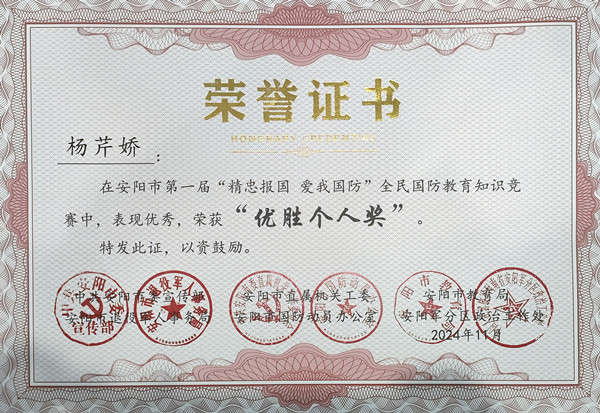 荣誉证书
HONORARY CREDENTIAL
杨芹娇：
在安阳市第一届“精忠报国 爱我国防”全民国防教育知识竞
赛中，表现优秀，荣获“优胜个人奖”。
特发此证，以资鼓励。
中共安阳市委宣传部 安阳市直属机关工委 安阳市教育局
安阳市退役军人事务局 安阳市国防动员办公室 安阳军分区政治工作处
2024年11月